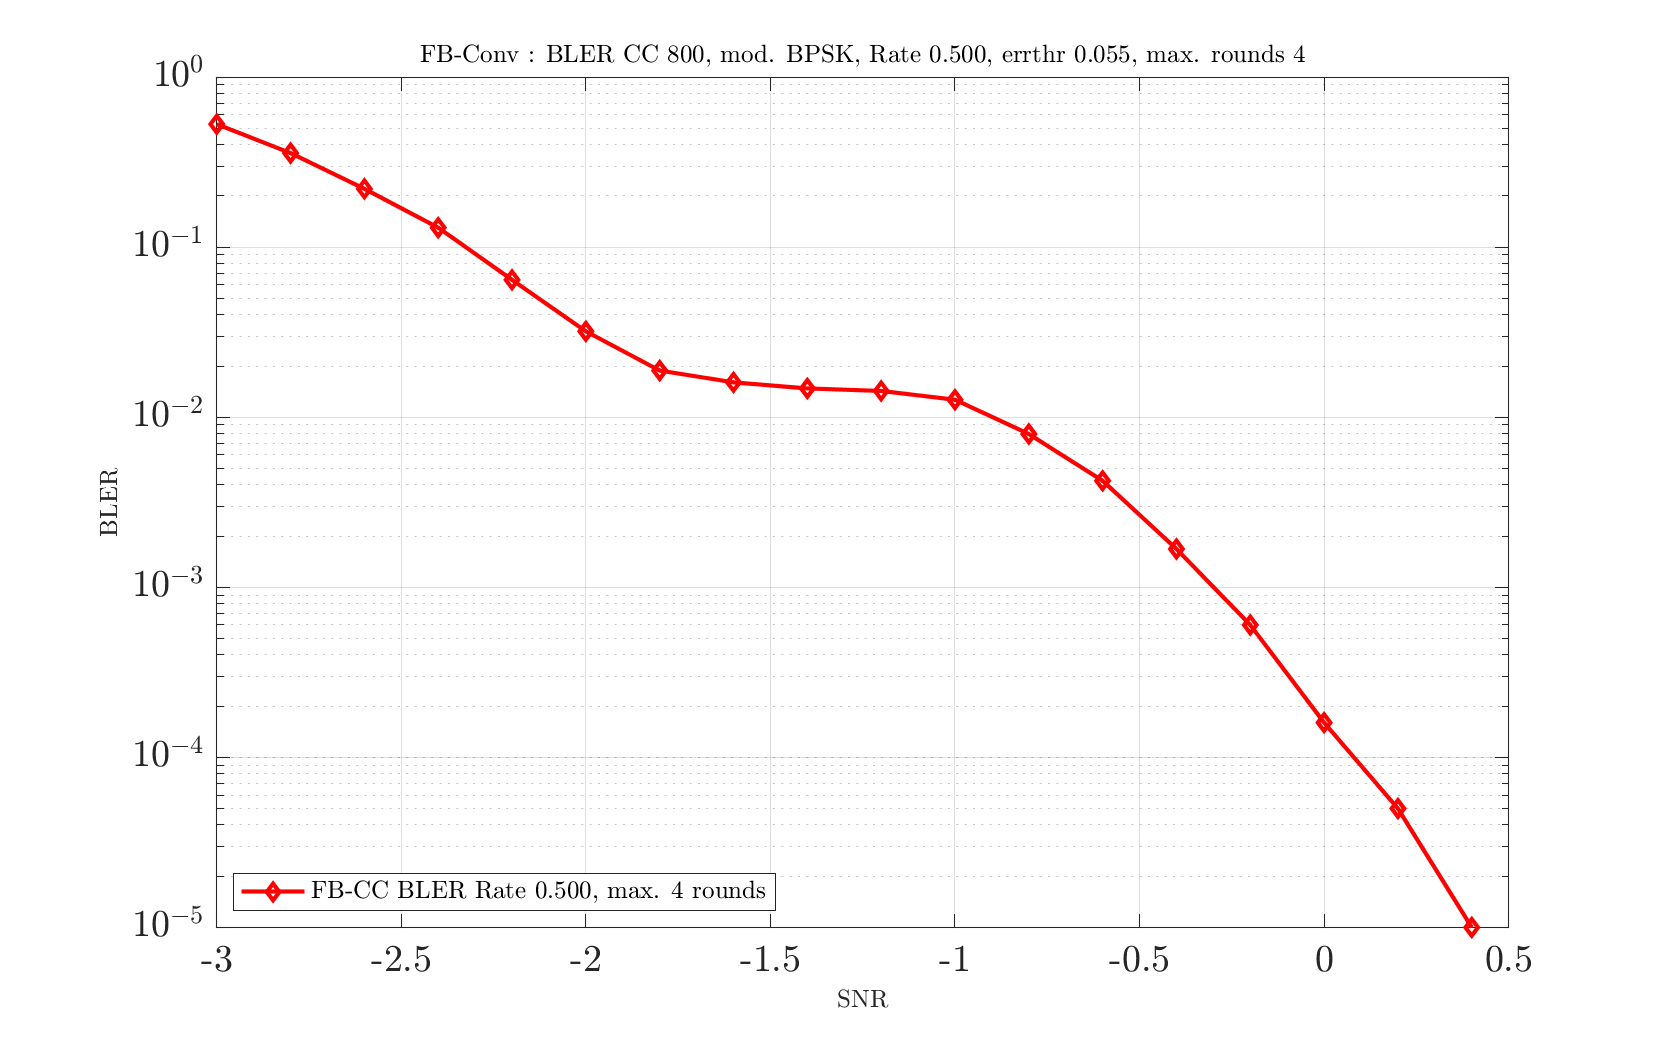 FB-Conv : BLER CC 800, mod. BPSK, Rate 0.500, errthr 0.055, max. rounds 4
10^0
10^{-1}
10^{-2}
10^{-3}
10^{-4}
10^{-5}
BLER
FB-CC BLER Rate 0.500, max. 4 rounds
-3 -2.5 -2 -1.5 -1 -0.5 0 0.5
SNR